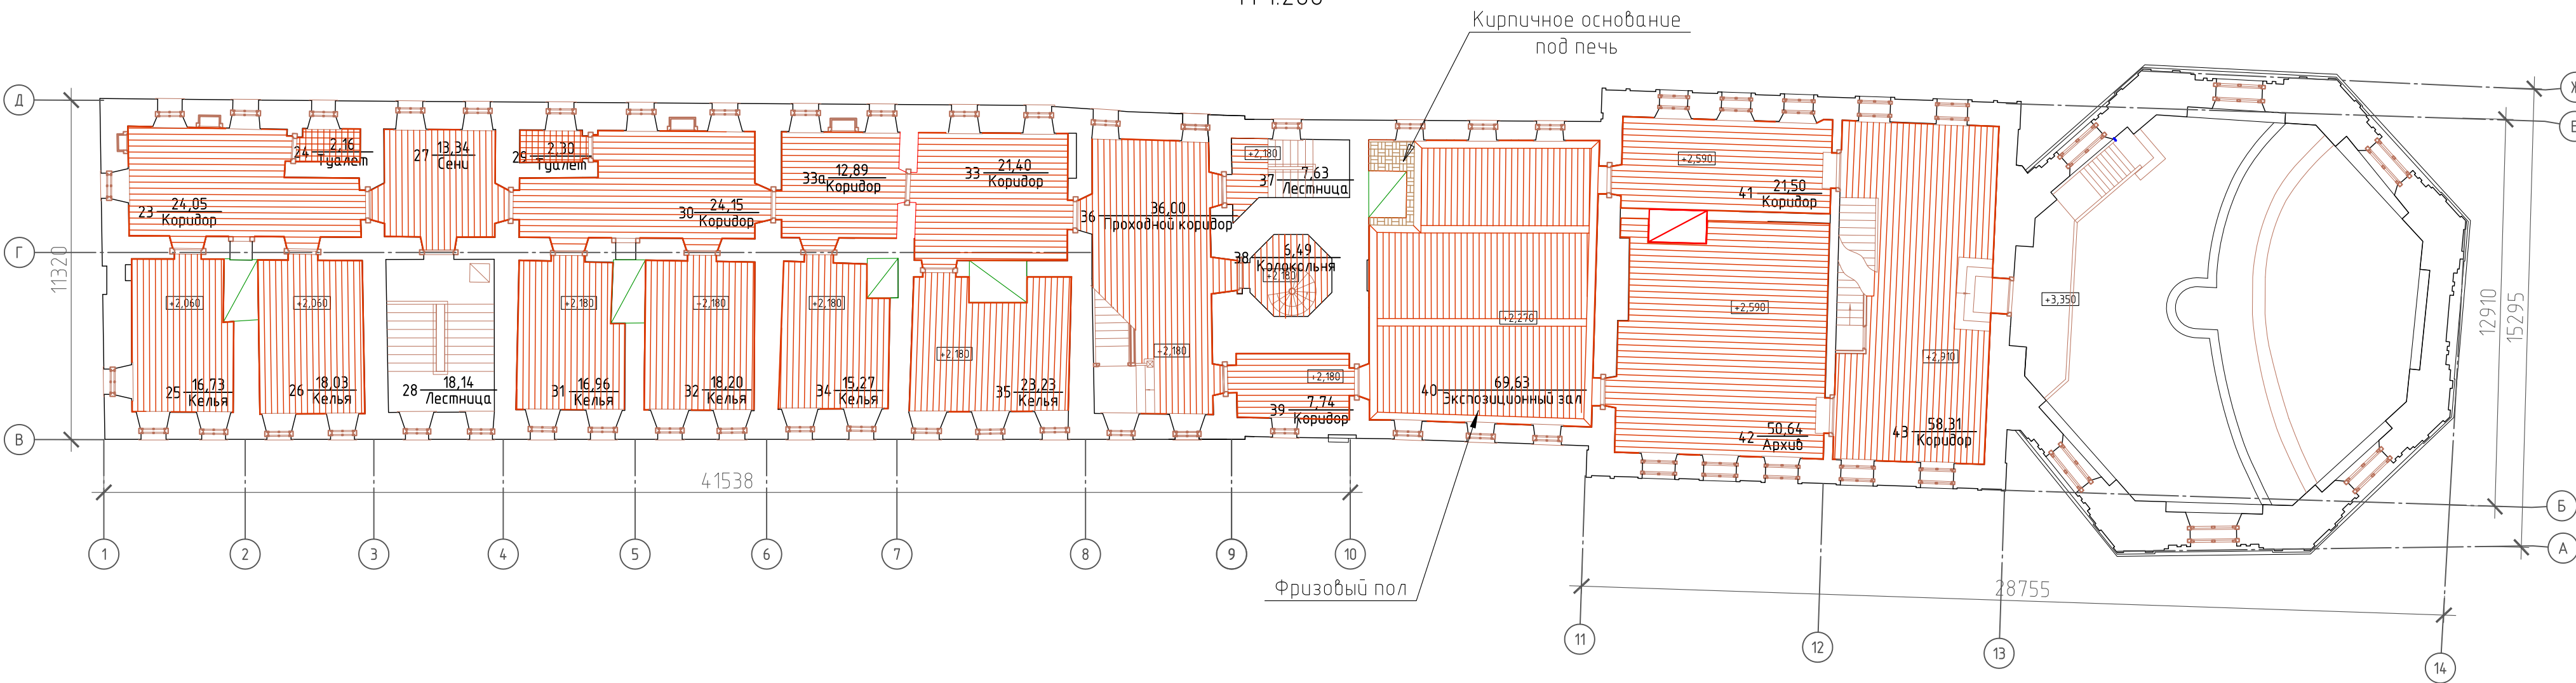 М 1:200
Кирпичное основание
под печь
Д
Г
В
Ж
Е
Б
А
11320
12910
15295
24 2,16
Туалет
27 13,34
Сени
29 2,30
Туалет
33а 12,89
Коридор
33 21,40
Коридор
+2,180
37 7,63
Лестница
+2,590
41 21,50
Коридор
23 24,05
Коридор
30 24,15
Коридор
36 36,00
Проходной коридор
38 6,49
Колокольня
+2,180
+2,060
+2,060
+2,180
+2,180
+2,180
+2,180
+2,180
+2,270
+2,590
+2,910
+3,350
25 16,73
Келья
26 18,03
Келья
28 18,14
Лестница
31 16,96
Келья
32 18,20
Келья
34 15,27
Келья
35 23,23
Келья
+2,180
39 7,74
Коридор
40 69,63
Экспозиционный зал
42 50,64
Архив
43 58,31
Коридор
41538
1 2 3 4 5 6 7 8 9 10
Фризовый пол
28755
11 12 13 14